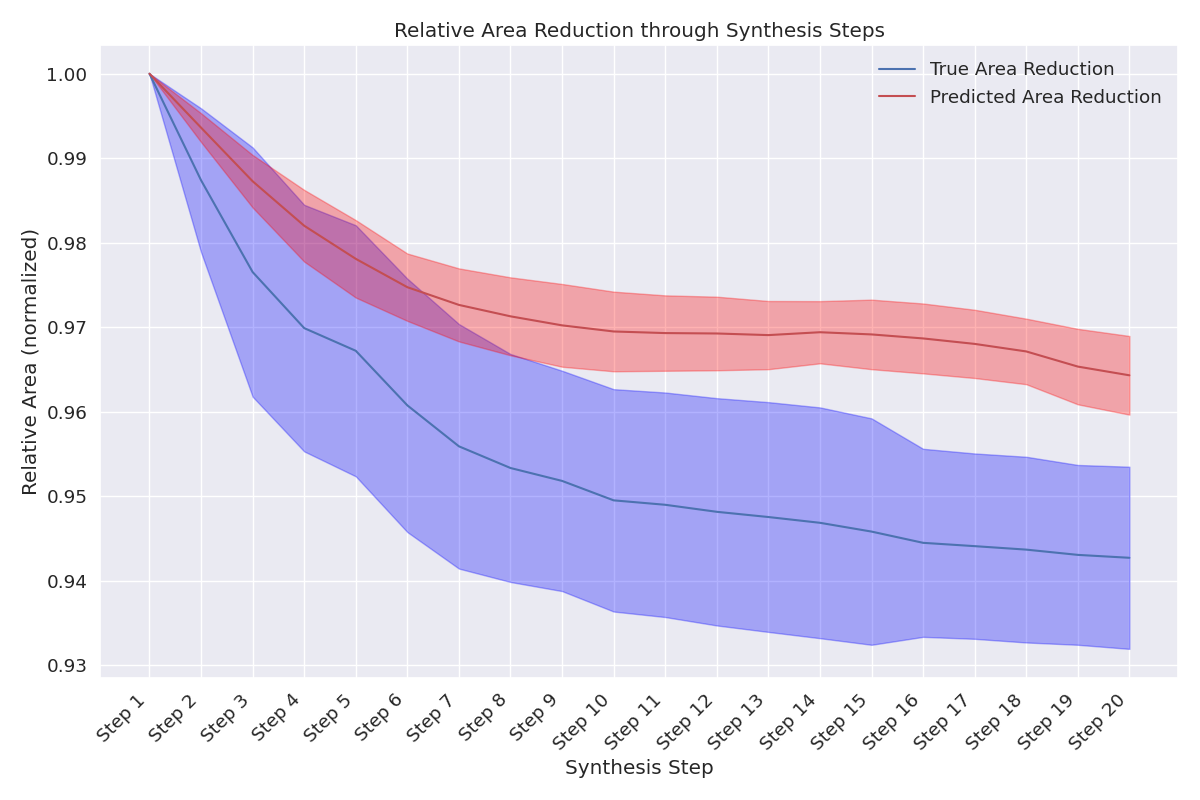 Relative Area Reduction through Synthesis Steps
True Area Reduction
Predicted Area Reduction
Relative Area (normalized)
1.00
0.99
0.98
0.97
0.96
0.95
0.94
0.93
Step 1
Step 2
Step 3
Step 4
Step 5
Step 6
Step 7
Step 8
Step 9
Step 10
Step 11
Step 12
Step 13
Step 14
Step 15
Step 16
Step 17
Step 18
Step 19
Step 20
Synthesis Step